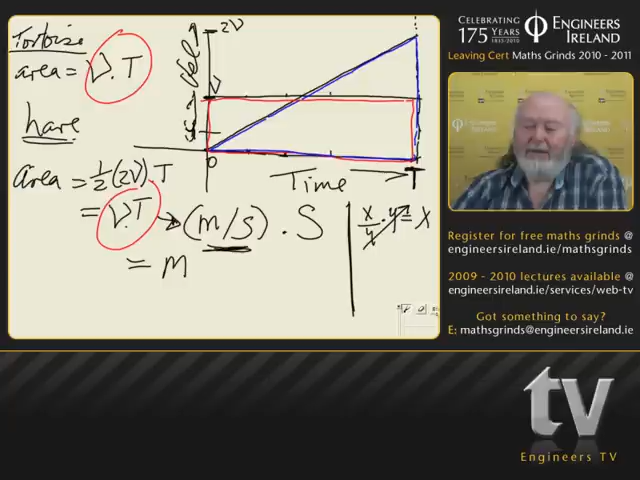 Tortoise
area = V.T
hare
area = ½(2V) T
= V.T → (m/s) . S
= m
2V
V
Vel
0
Time → T
x/y . y = x
CELEBRATING
175 YEARS
1835-2010
ENGINEERS
IRELAND
Leaving Cert Maths Grinds 2010 - 2011
Register for free maths grinds @
engineersireland.ie/mathsgrinds
2009 - 2010 lectures available @
engineersireland.ie/services/web-tv
Got something to say?
E: mathsgrinds@engineersireland.ie
tv
Engineers TV